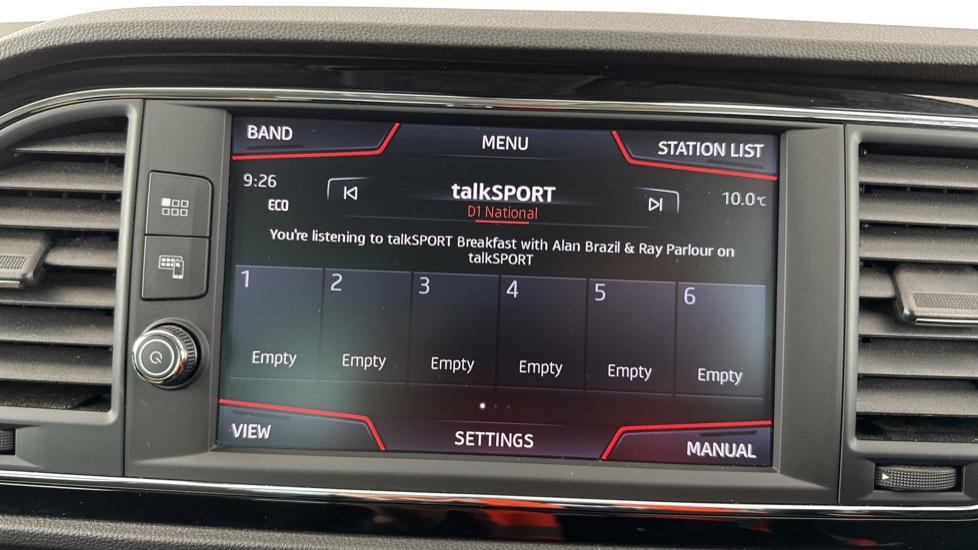 BAND
MENU
STATION LIST
9:26
ECO
talkSPORT
D1 National
10.0°C
You're listening to talkSPORT Breakfast with Alan Brazil & Ray Parlour on
talkSPORT
1
2
3
4
5
6
Empty
Empty
Empty
Empty
Empty
Empty
VIEW
SETTINGS
MANUAL